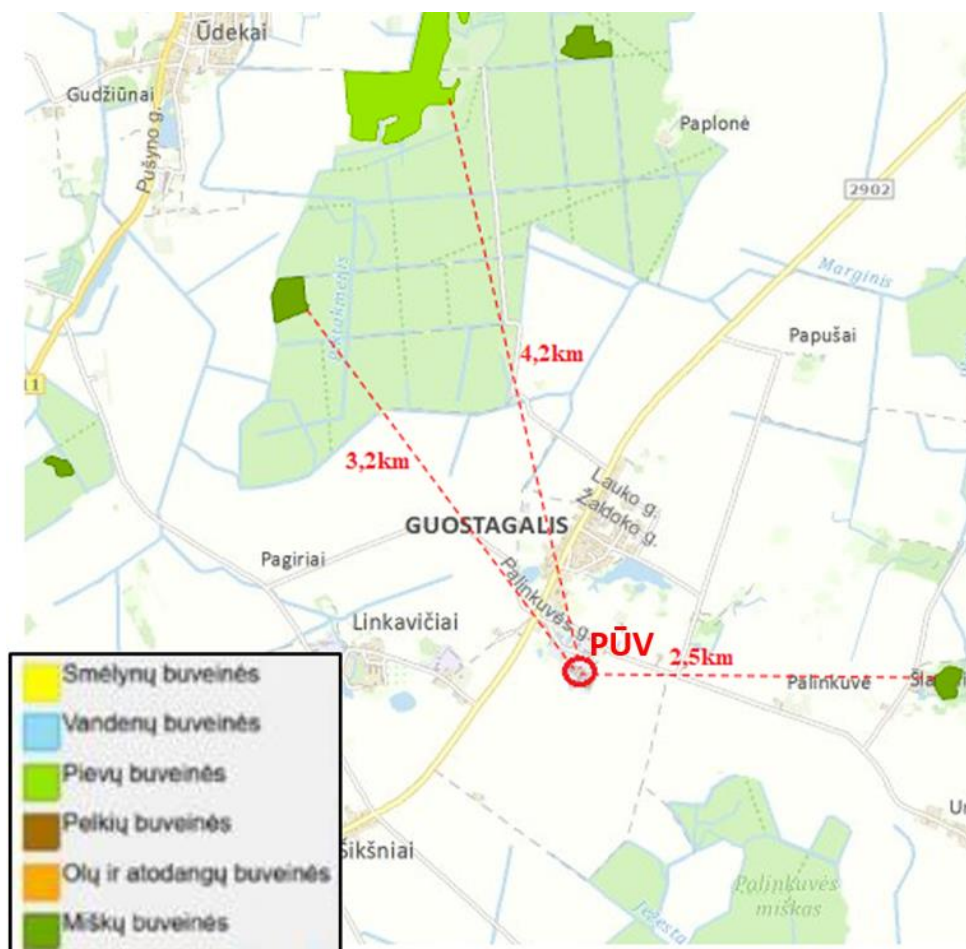 Ūdekai
Gudžiūnai
Pušyno g.
Paplonė
2902
Marginis
Papušai
11
4,2km
3,2km
Lauko g.
Žaldoko g.
GUOSTAGALIS
Pagiriai
Palinkuvės g.
Linkavičiai
PŪV
2,5km
Palinkuvė
Smėlynų buveinės
Vandenų buveinės
Pievų buveinės
Pelkių buveinės
Olų ir atodangų buveinės
Miškų buveinės
Šikšniai
Palinkuvės
miškas
Ježesta